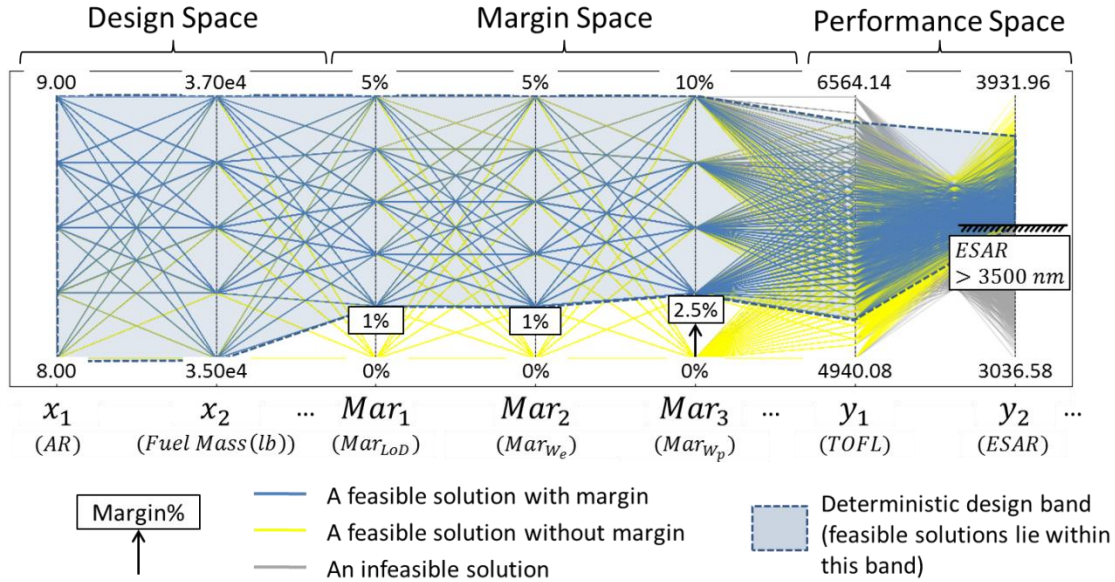 Design Space Margin Space Performance Space
9.00 3.70e4 5% 5% 10% 6564.14 3931.96
ESAR
> 3500 nm
1% 1% 2.5%
8.00 3.50e4 0% 0% 0% 4940.08 3036.58
x₁ x₂ ... Mar₁ Mar₂ Mar₃ ... y₁ y₂ ...
(AR) (Fuel Mass(lb)) (Mar_LoD) (Mar_Wₑ) (Mar_Wₚ) (TOFL) (ESAR)
Margin%
A feasible solution with margin
A feasible solution without margin
An infeasible solution
Deterministic design band
(feasible solutions lie within
this band)